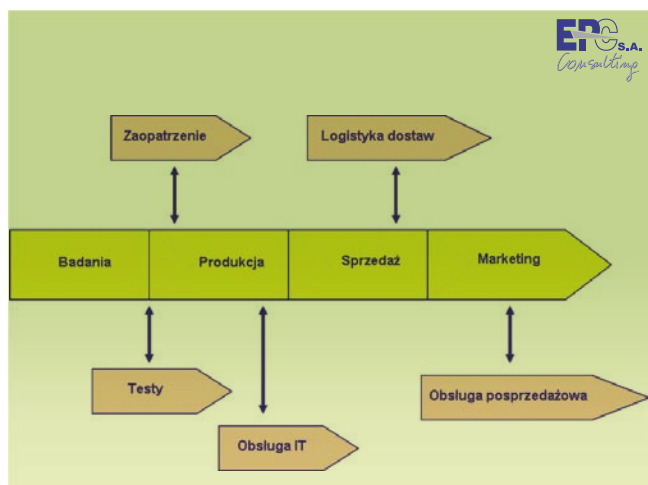 EPC S.A.
Consulting
Zaopatrzenie
Logistyka dostaw
Badania
Produkcja
Sprzedaż
Marketing
Testy
Obsługa posprzedażowa
Obsługa IT